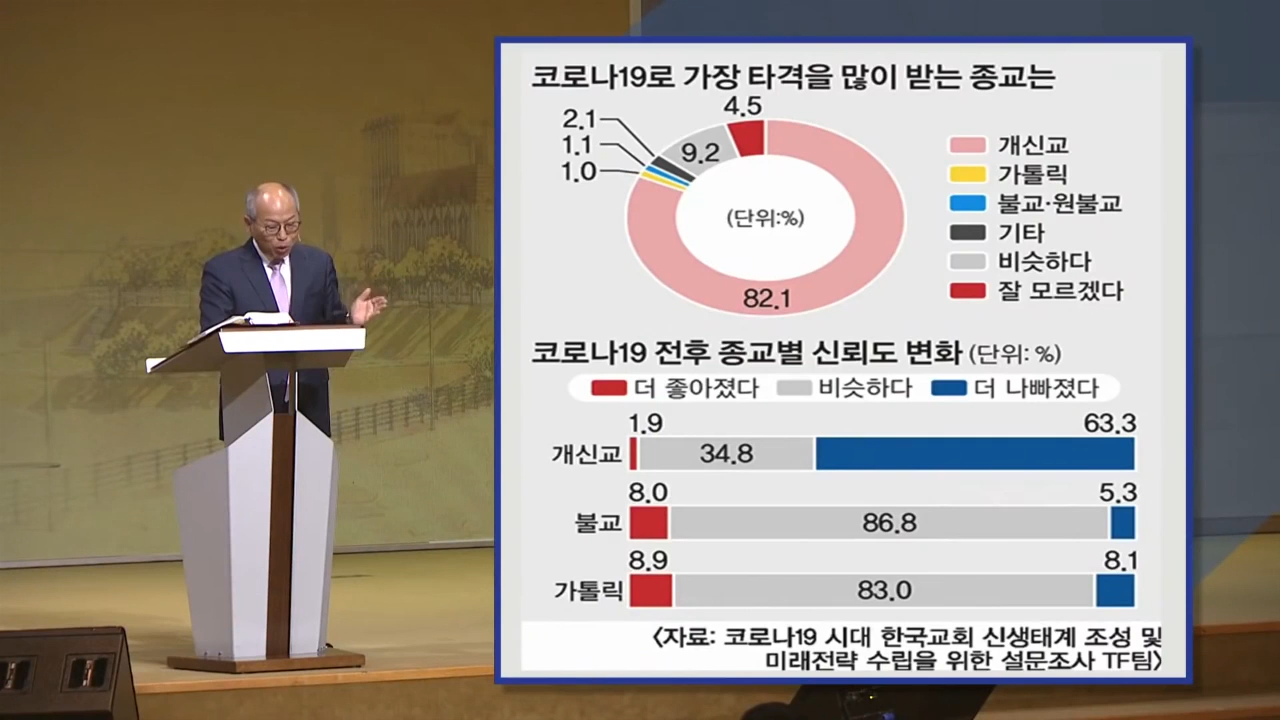 코로나19로 가장 타격을 많이 받는 종교는
4.5
2.1
1.1
1.0
9.2
(단위:%)
82.1
개신교
가톨릭
불교·원불교
기타
비슷하다
잘 모르겠다
코로나19 전후 종교별 신뢰도 변화 (단위: %)
더 좋아졌다 비슷하다 더 나빠졌다
1.9 63.3
개신교 34.8
8.0 5.3
불교 86.8
8.9 8.1
가톨릭 83.0
〈자료: 코로나19 시대 한국교회 신생태계 조성 및
미래전략 수립을 위한 설문조사 TF팀〉